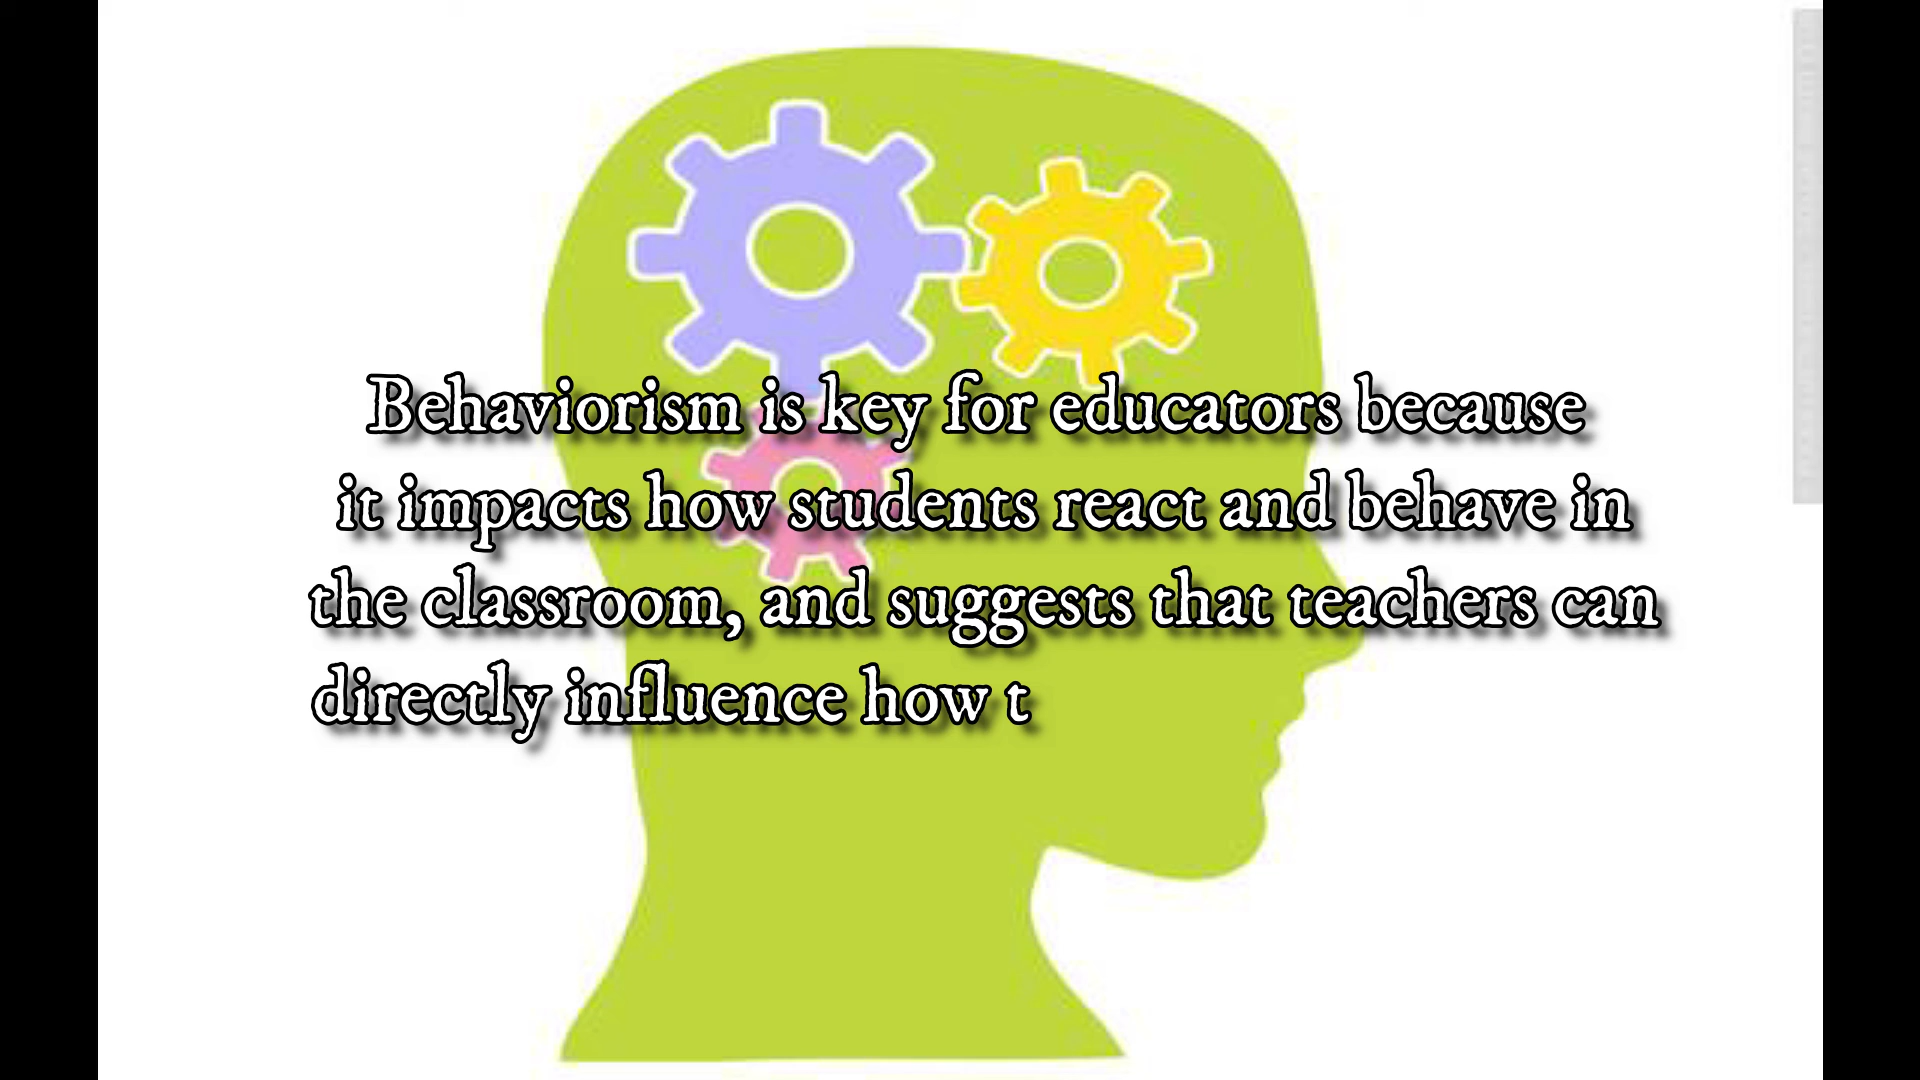 Behaviorism is key for educators because
it impacts how students react and behave in
the classroom, and suggests that teachers can
directly influence how t